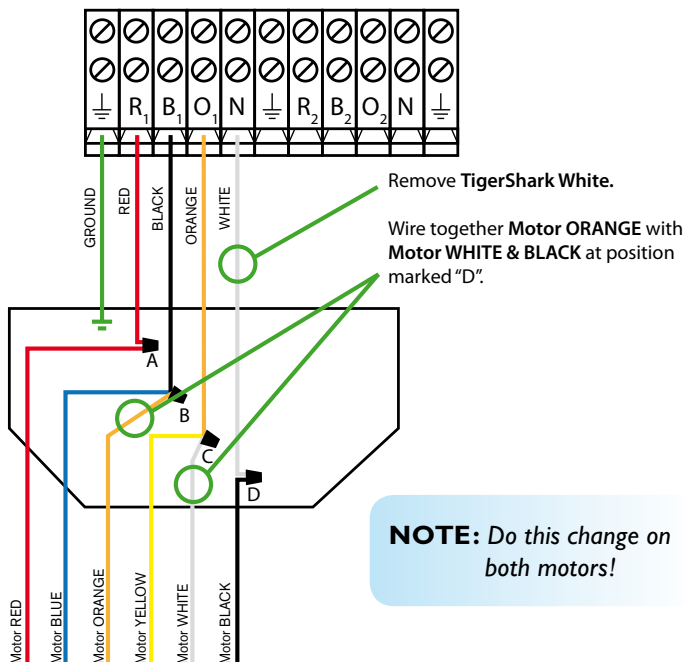 ⏚ R1 B1 O1 N ⏚ R2 B2 O2 N ⏚
GROUND
RED
BLACK
ORANGE
WHITE
Remove TigerShark White.
Wire together Motor ORANGE with
Motor WHITE & BLACK at position
marked “D”.
A
B
C
D
NOTE: Do this change on
both motors!
Motor RED
Motor BLUE
Motor ORANGE
Motor YELLOW
Motor WHITE
Motor BLACK